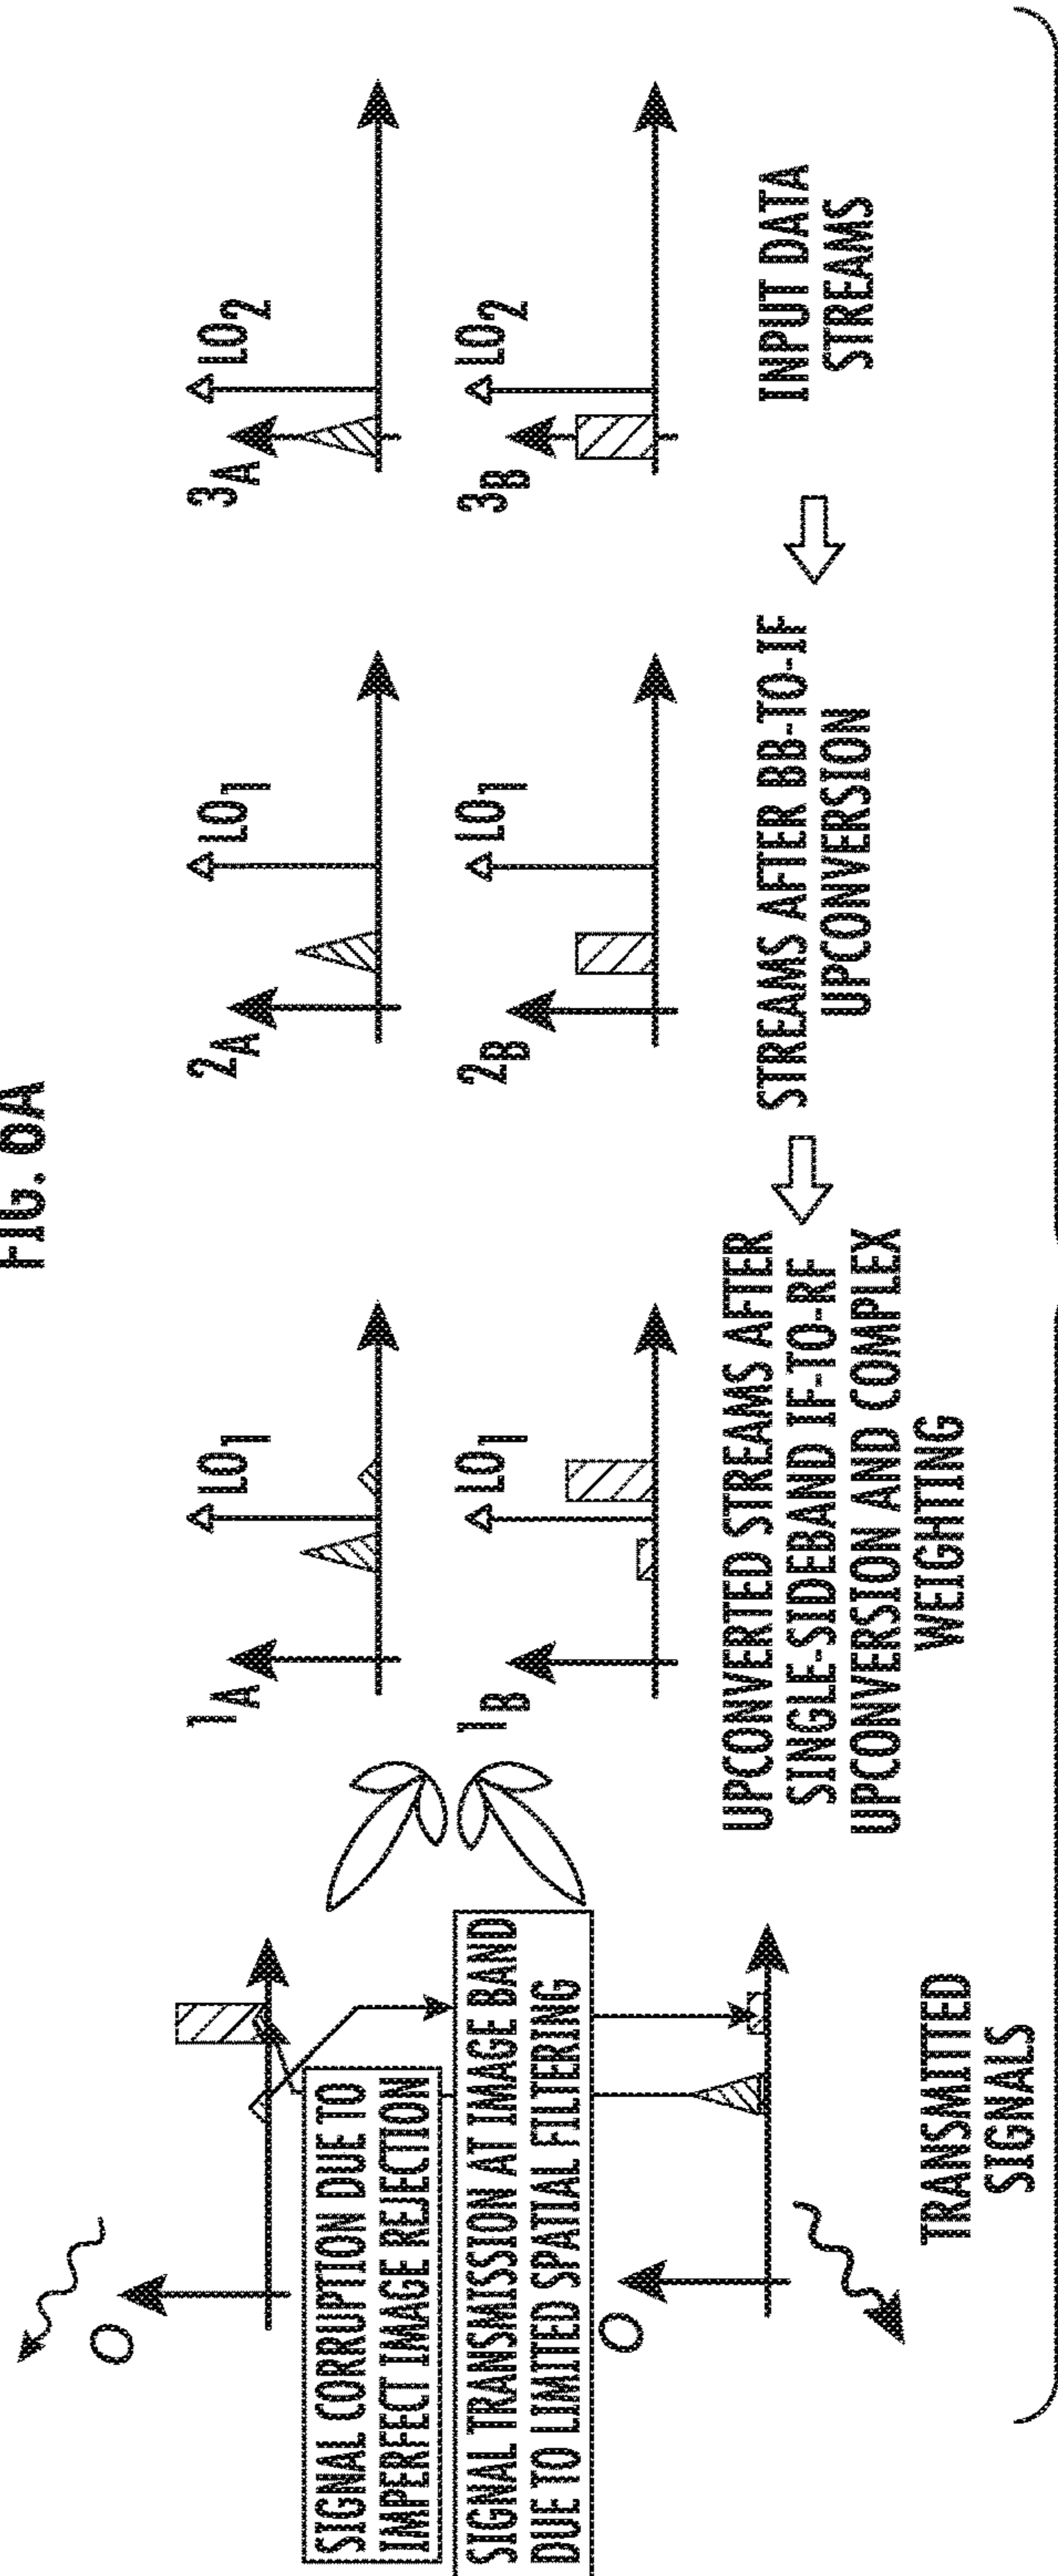 FIG. 8A
O
SIGNAL CORRUPTION DUE TO
IMPERFECT IMAGE REJECTION
SIGNAL TRANSMISSION AT IMAGE BAND
DUE TO LIMITED SPATIAL FILTERING
O
TRANSMITTED
SIGNALS
1A
LO1
1B
LO1
UPCONVERTED STREAMS AFTER
SINGLE-SIDEBAND IF-TO-RF
UPCONVERSION AND COMPLEX
WEIGHTING
2A
LO1
2B
LO1
STREAMS AFTER BB-TO-IF
UPCONVERSION
3A
LO2
3B
LO2
INPUT DATA
STREAMS